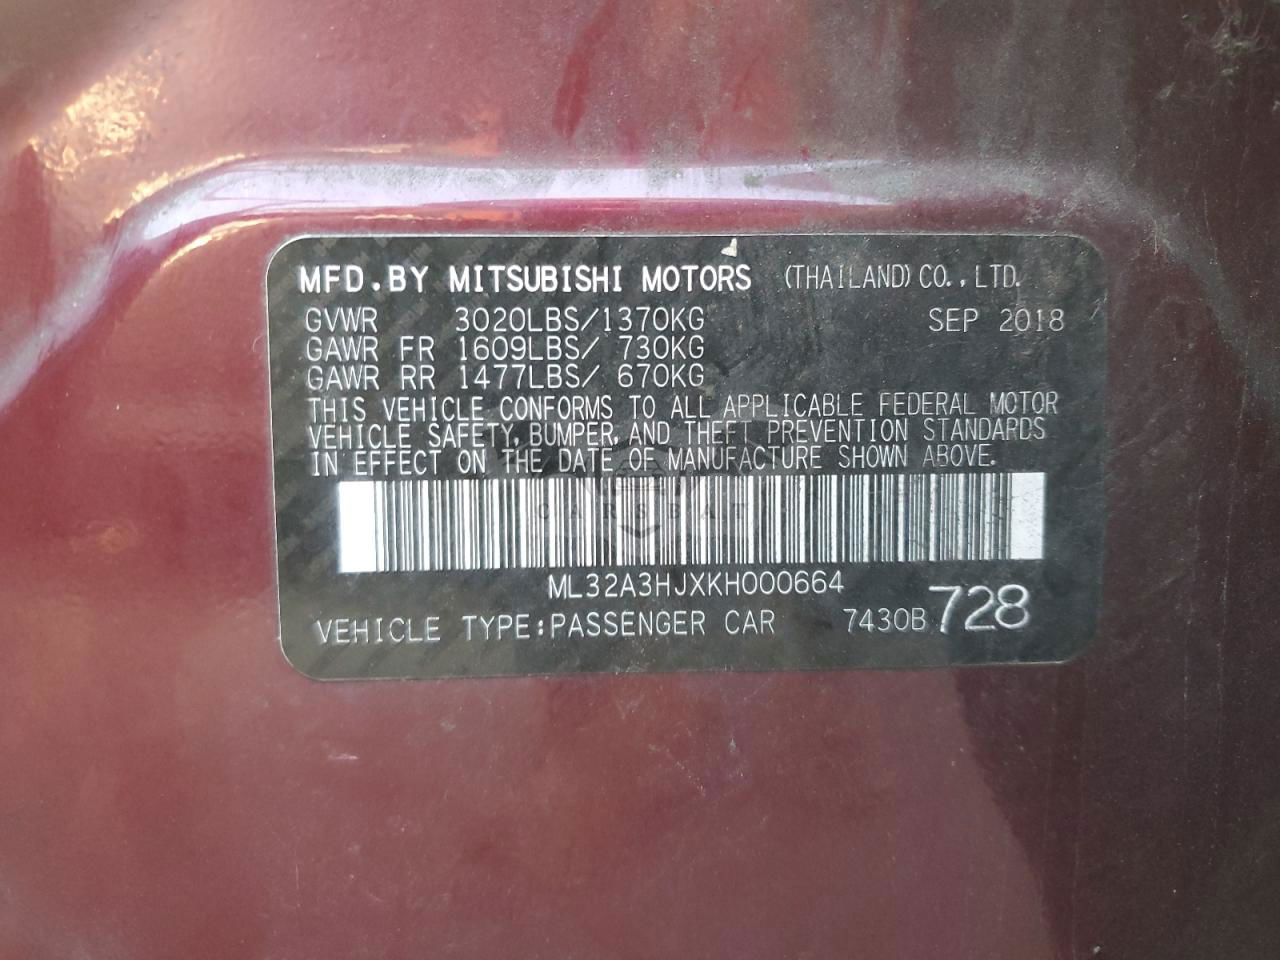 MFD.BY MITSUBISHI MOTORS (THAILAND)CO.,LTD.
GVWR 3020LBS/1370KG SEP 2018
GAWR FR 1609LBS/ 730KG
GAWR RR 1477LBS/ 670KG
THIS VEHICLE CONFORMS TO ALL APPLICABLE FEDERAL MOTOR
VEHICLE SAFETY, BUMPER, AND THEFT PREVENTION STANDARDS
IN EFFECT ON THE DATE OF MANUFACTURE SHOWN ABOVE.
CARSBAT
ML32A3HJXKH000664
VEHICLE TYPE:PASSENGER CAR 7430B 728